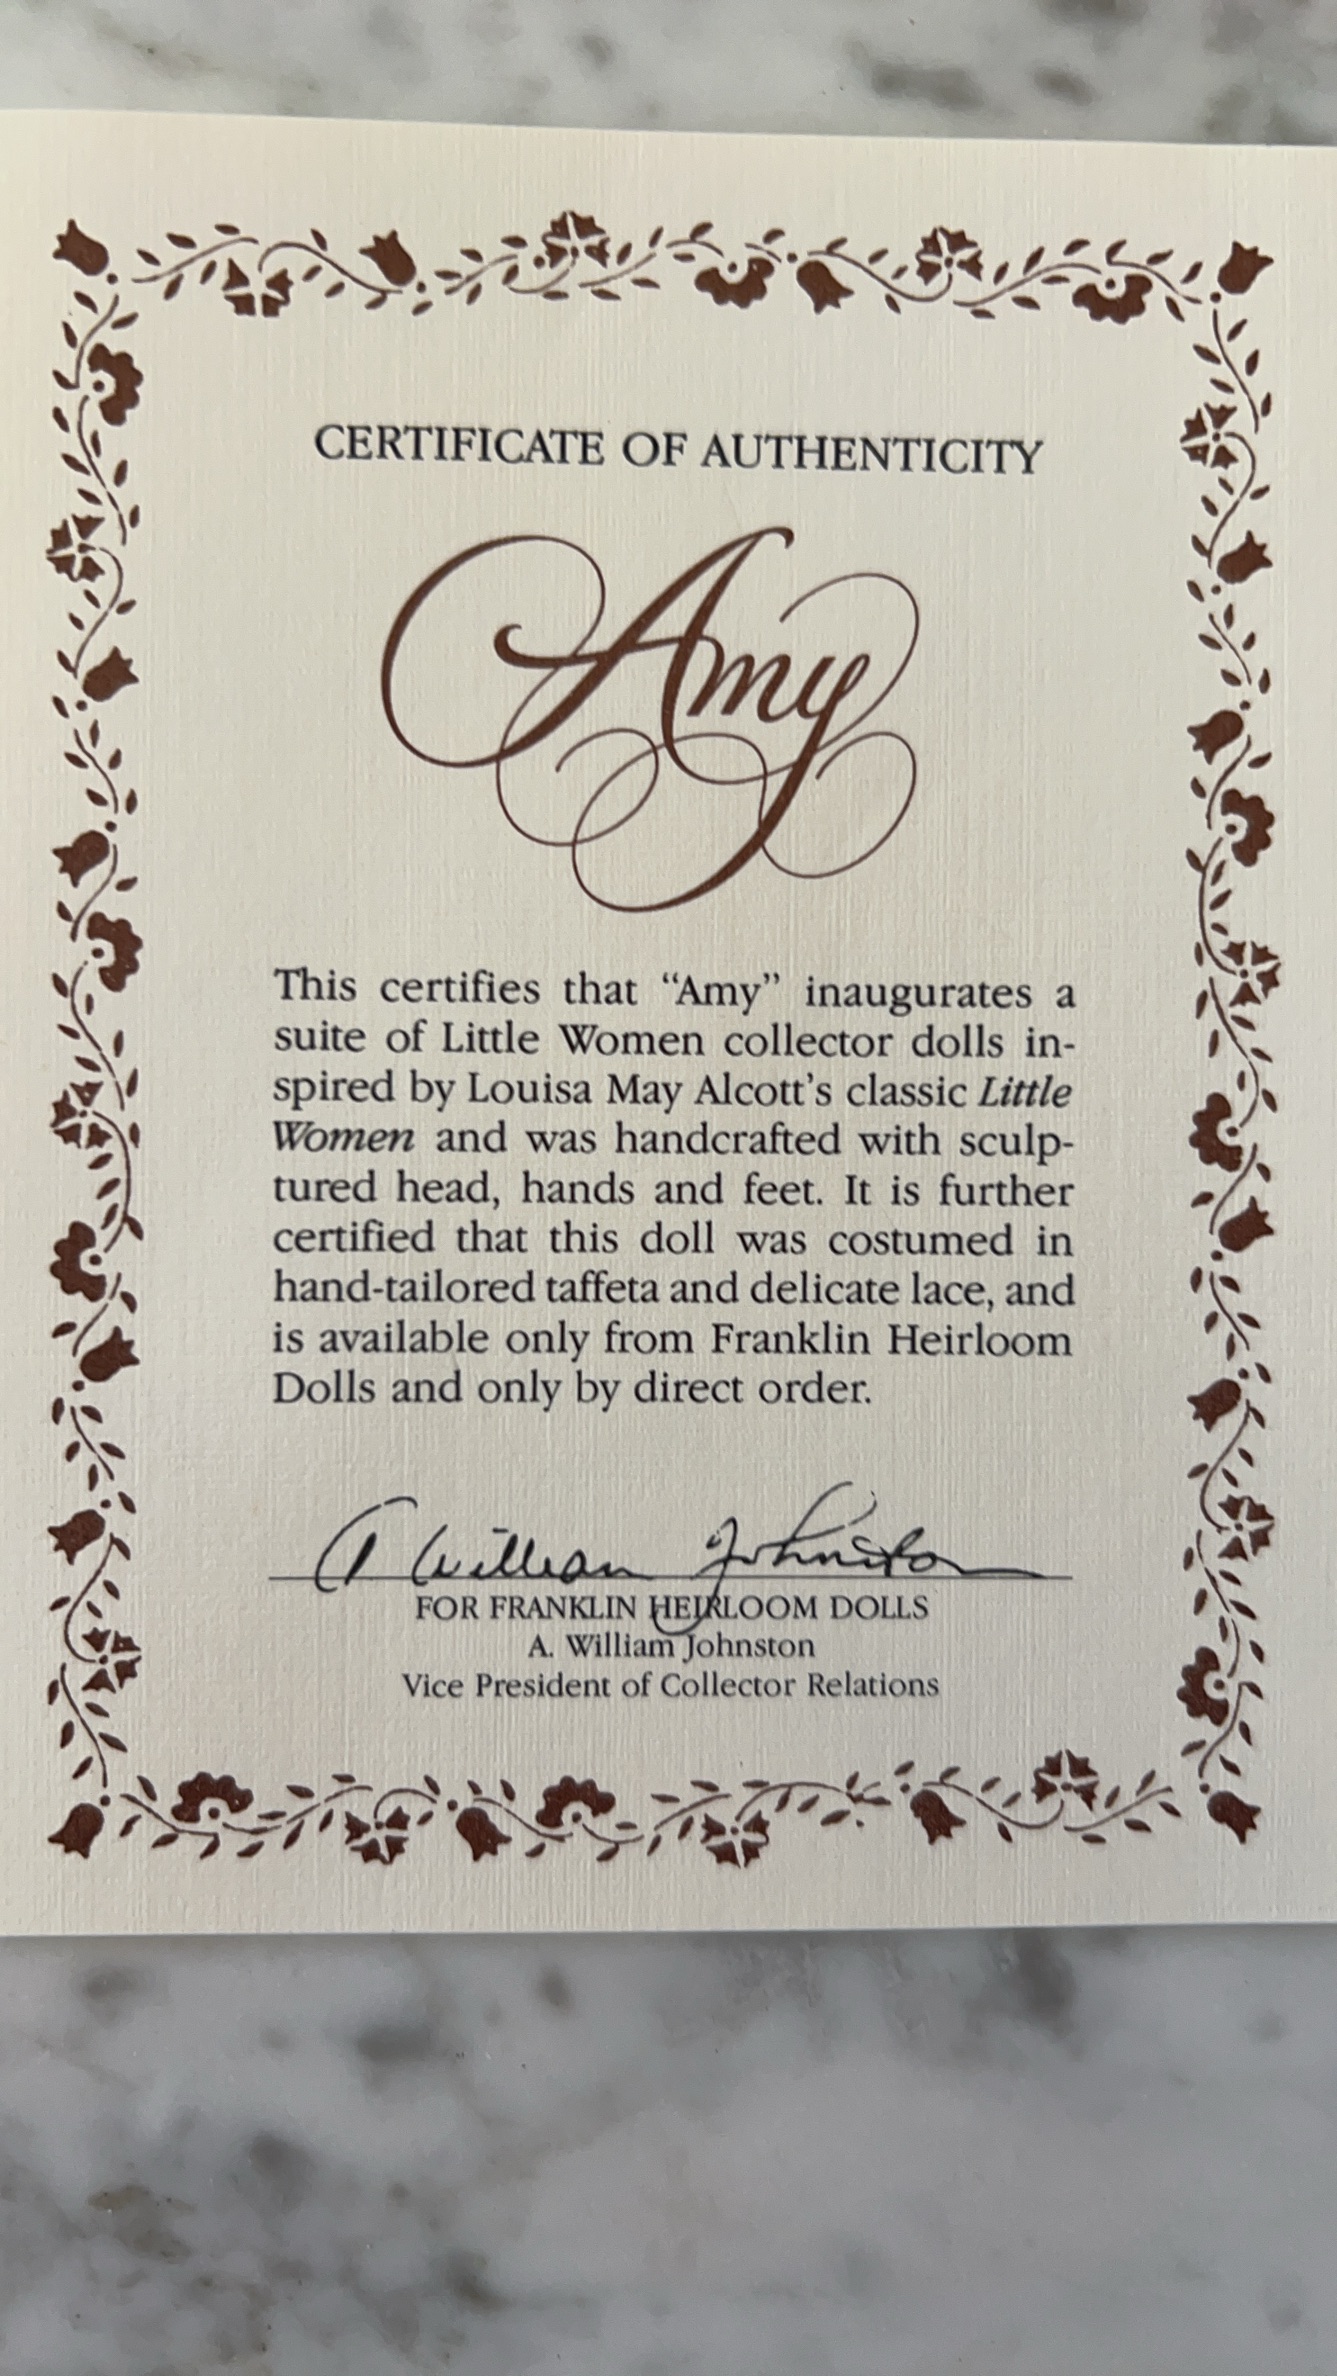 CERTIFICATE OF AUTHENTICITY
Amy
This certifies that “Amy” inaugurates a
suite of Little Women collector dolls in-
spired by Louisa May Alcott’s classic Little
Women and was handcrafted with sculp-
tured head, hands and feet. It is further
certified that this doll was costumed in
hand-tailored taffeta and delicate lace, and
is available only from Franklin Heirloom
Dolls and only by direct order.
A William Johnston
FOR FRANKLIN HEIRLOOM DOLLS
A. William Johnston
Vice President of Collector Relations